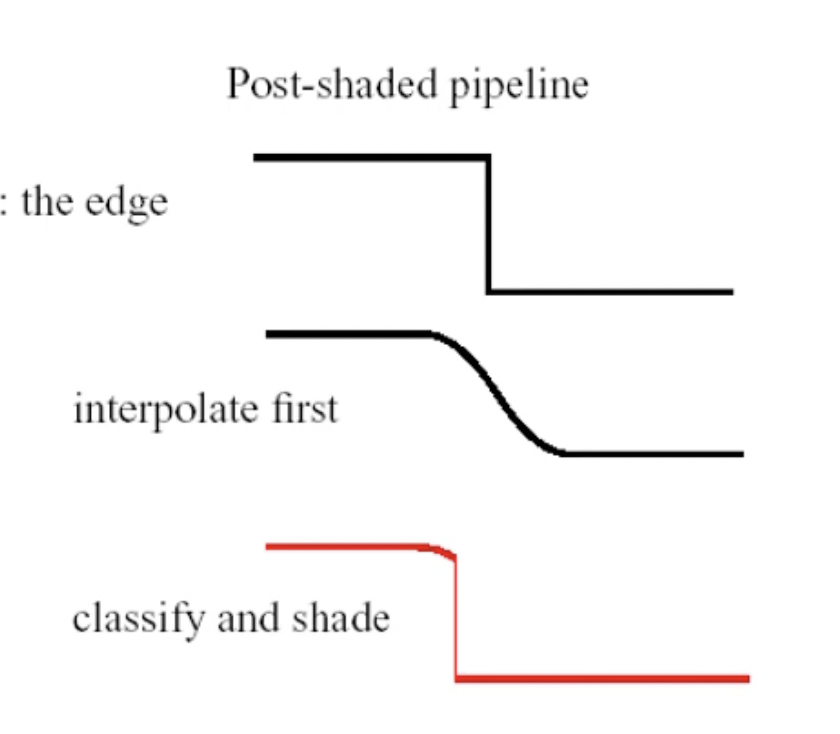 Post-shaded pipeline
: the edge
interpolate first
classify and shade